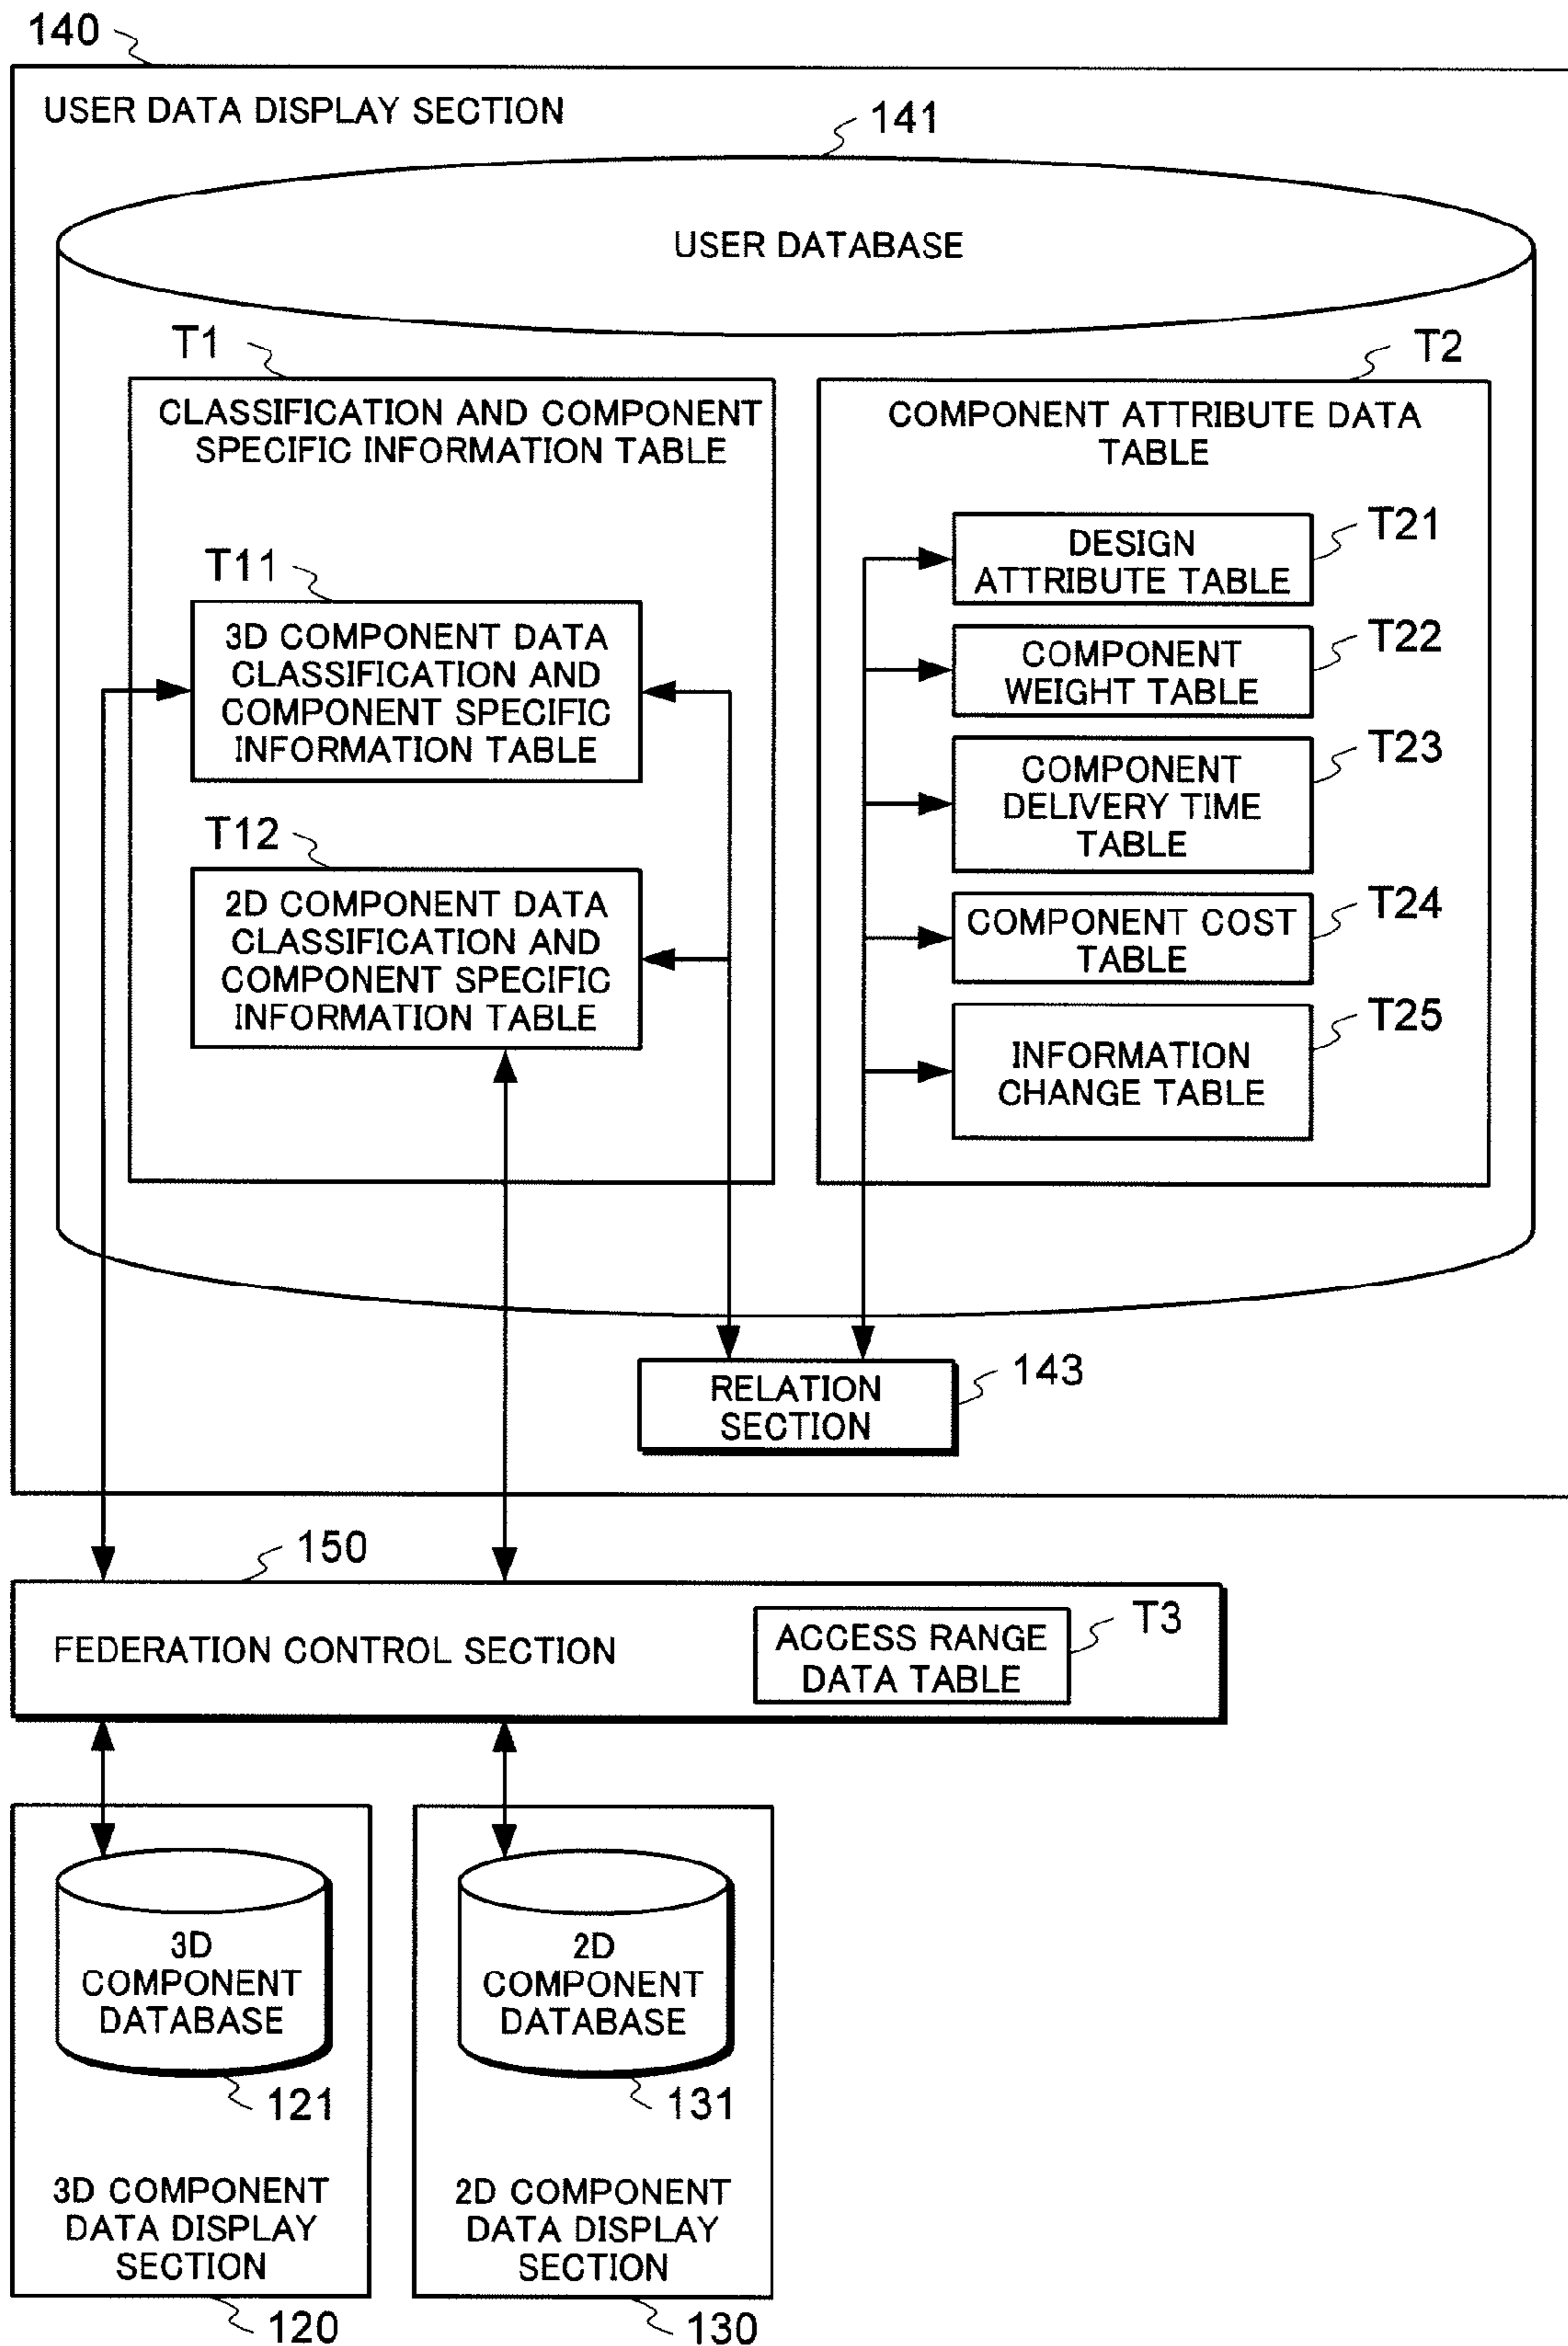 140
USER DATA DISPLAY SECTION
141
USER DATABASE
T1
CLASSIFICATION AND COMPONENT
SPECIFIC INFORMATION TABLE
T11
3D COMPONENT DATA
CLASSIFICATION AND
COMPONENT SPECIFIC
INFORMATION TABLE
T12
2D COMPONENT DATA
CLASSIFICATION AND
COMPONENT SPECIFIC
INFORMATION TABLE
T2
COMPONENT ATTRIBUTE DATA
TABLE
DESIGN
ATTRIBUTE TABLE
T21
COMPONENT
WEIGHT TABLE
T22
COMPONENT
DELIVERY TIME
TABLE
T23
COMPONENT COST
TABLE
T24
INFORMATION
CHANGE TABLE
T25
RELATION
SECTION
143
150
FEDERATION CONTROL SECTION
ACCESS RANGE
DATA TABLE
T3
3D
COMPONENT
DATABASE
121
3D COMPONENT
DATA DISPLAY
SECTION
120
2D
COMPONENT
DATABASE
131
2D COMPONENT
DATA DISPLAY
SECTION
130